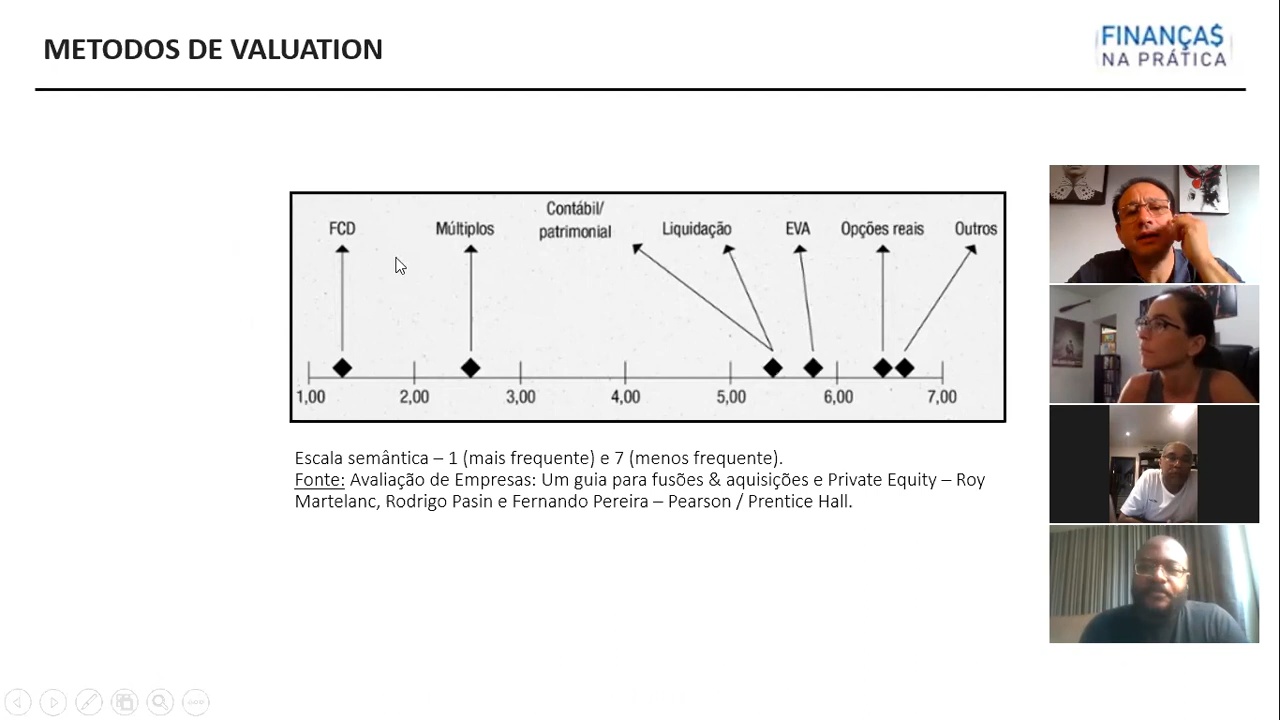 METODOS DE VALUATION
FINANÇA$
NA PRÁTICA
FCD
Múltiplos
Contábil/
patrimonial
Liquidação
EVA
Opções reais
Outros
1,00
2,00
3,00
4,00
5,00
6,00
7,00
Escala semântica – 1 (mais frequente) e 7 (menos frequente).
Fonte: Avaliação de Empresas: Um guia para fusões & aquisições e Private Equity – Roy
Martelanc, Rodrigo Pasin e Fernando Pereira – Pearson / Prentice Hall.